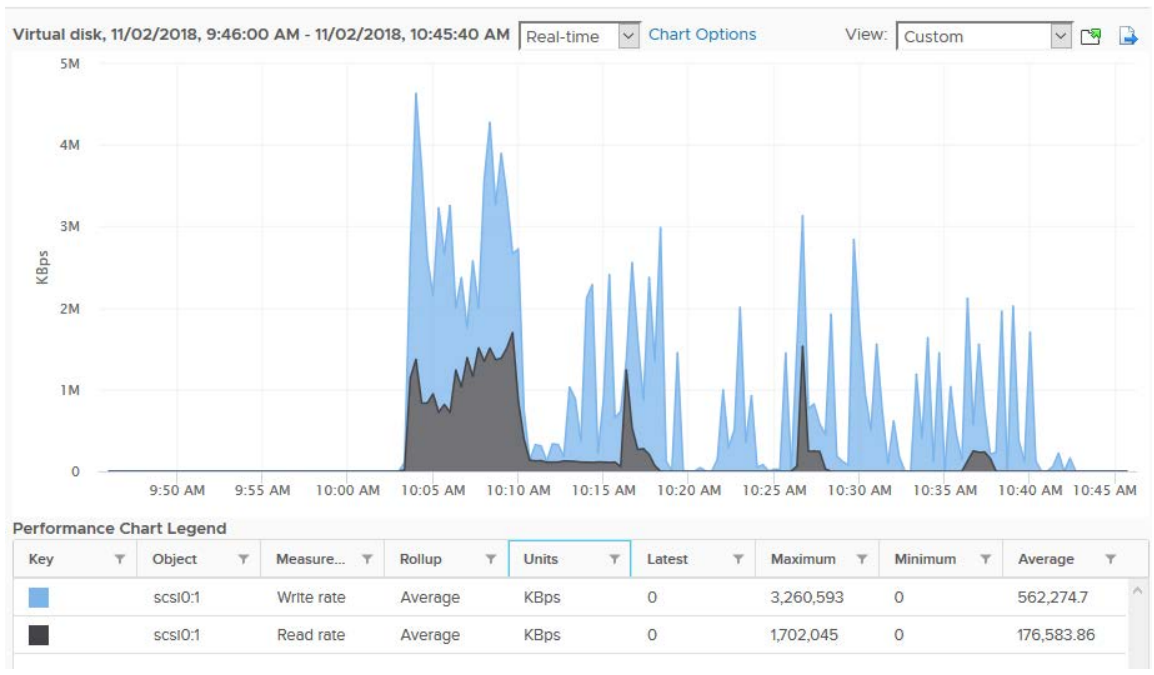 Virtual disk, 11/02/2018, 9:46:00 AM - 11/02/2018, 10:45:40 AM Real-time Chart Options View: Custom
5M
4M
3M
2M
1M
0
KBps
9:50 AM 9:55 AM 10:00 AM 10:05 AM 10:10 AM 10:15 AM 10:20 AM 10:25 AM 10:30 AM 10:35 AM 10:40 AM 10:45 AM
Performance Chart Legend
Key Object Measure... Rollup Units Latest Maximum Minimum Average
scsi0:1 Write rate Average KBps 0 3,260,593 0 562,274.7
scsi0:1 Read rate Average KBps 0 1,702,045 0 176,583.86